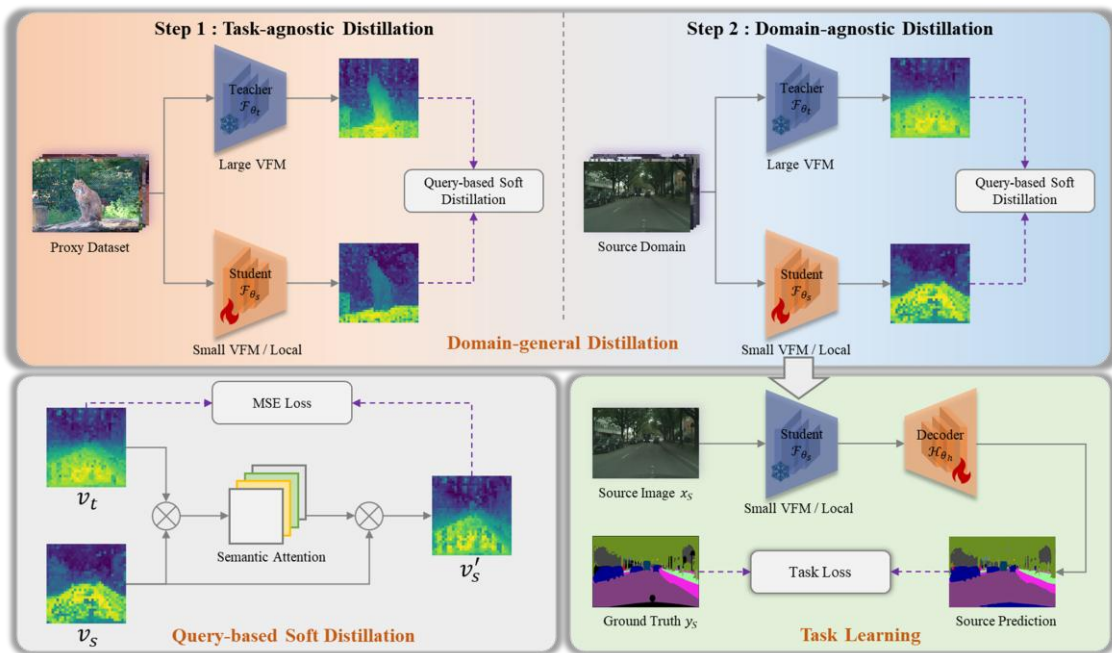 Step 1 : Task-agnostic Distillation
Teacher
𝓕θt
Large VFM
Proxy Dataset
Query-based Soft
Distillation
Student
𝓕θs
Small VFM / Local
Step 2 : Domain-agnostic Distillation
Teacher
𝓕θt
Large VFM
Source Domain
Query-based Soft
Distillation
Student
𝓕θs
Small VFM / Local
Domain-general Distillation
MSE Loss
vt
Semantic Attention
vs
v's
Query-based Soft Distillation
Student
𝓕θs
Decoder
𝓗θh
Source Image xS
Small VFM / Local
Task Loss
Ground Truth yS
Source Prediction
Task Learning